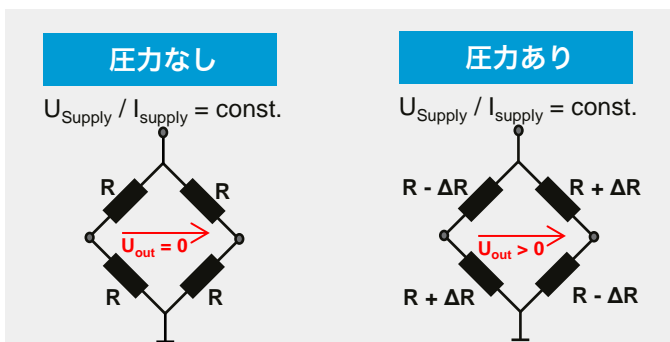 圧力なし
U_Supply / I_supply = const.
R
R
U_out = 0
R
R
圧力あり
U_Supply / I_supply = const.
R - ΔR
R + ΔR
U_out > 0
R + ΔR
R - ΔR